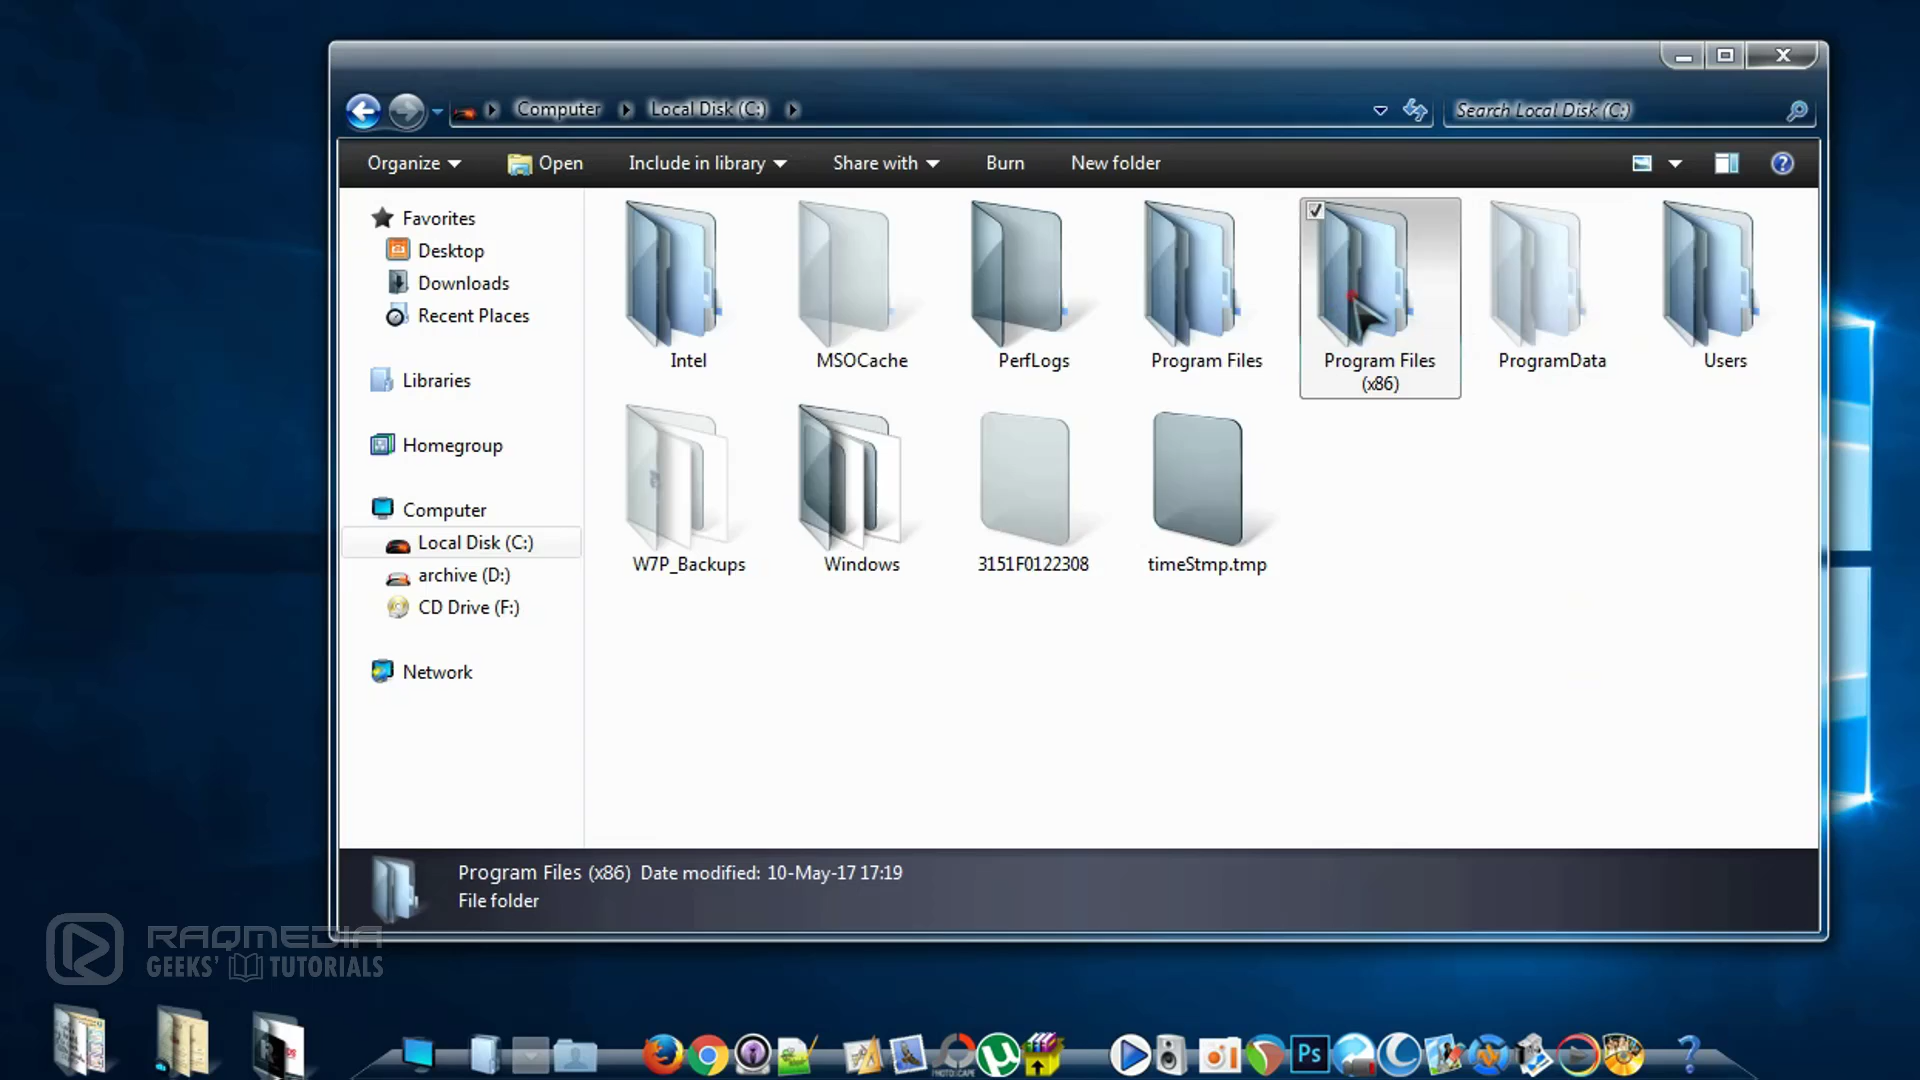 Computer
Local Disk (C:)
Search Local Disk (C:)
Organize
Open
Include in library
Share with
Burn
New folder
Favorites
Desktop
Downloads
Recent Places
Libraries
Homegroup
Computer
Local Disk (C:)
archive (D:)
CD Drive (F:)
Network
Intel
MSOCache
PerfLogs
Program Files
Program Files
(x86)
ProgramData
Users
W7P_Backups
Windows
3151F0122308
timeStmp.tmp
Program Files (x86) Date modified: 10-May-17 17:19
File folder
RAQMEDIA
GEEKS' TUTORIALS
PHOTOSCAPE
Ps